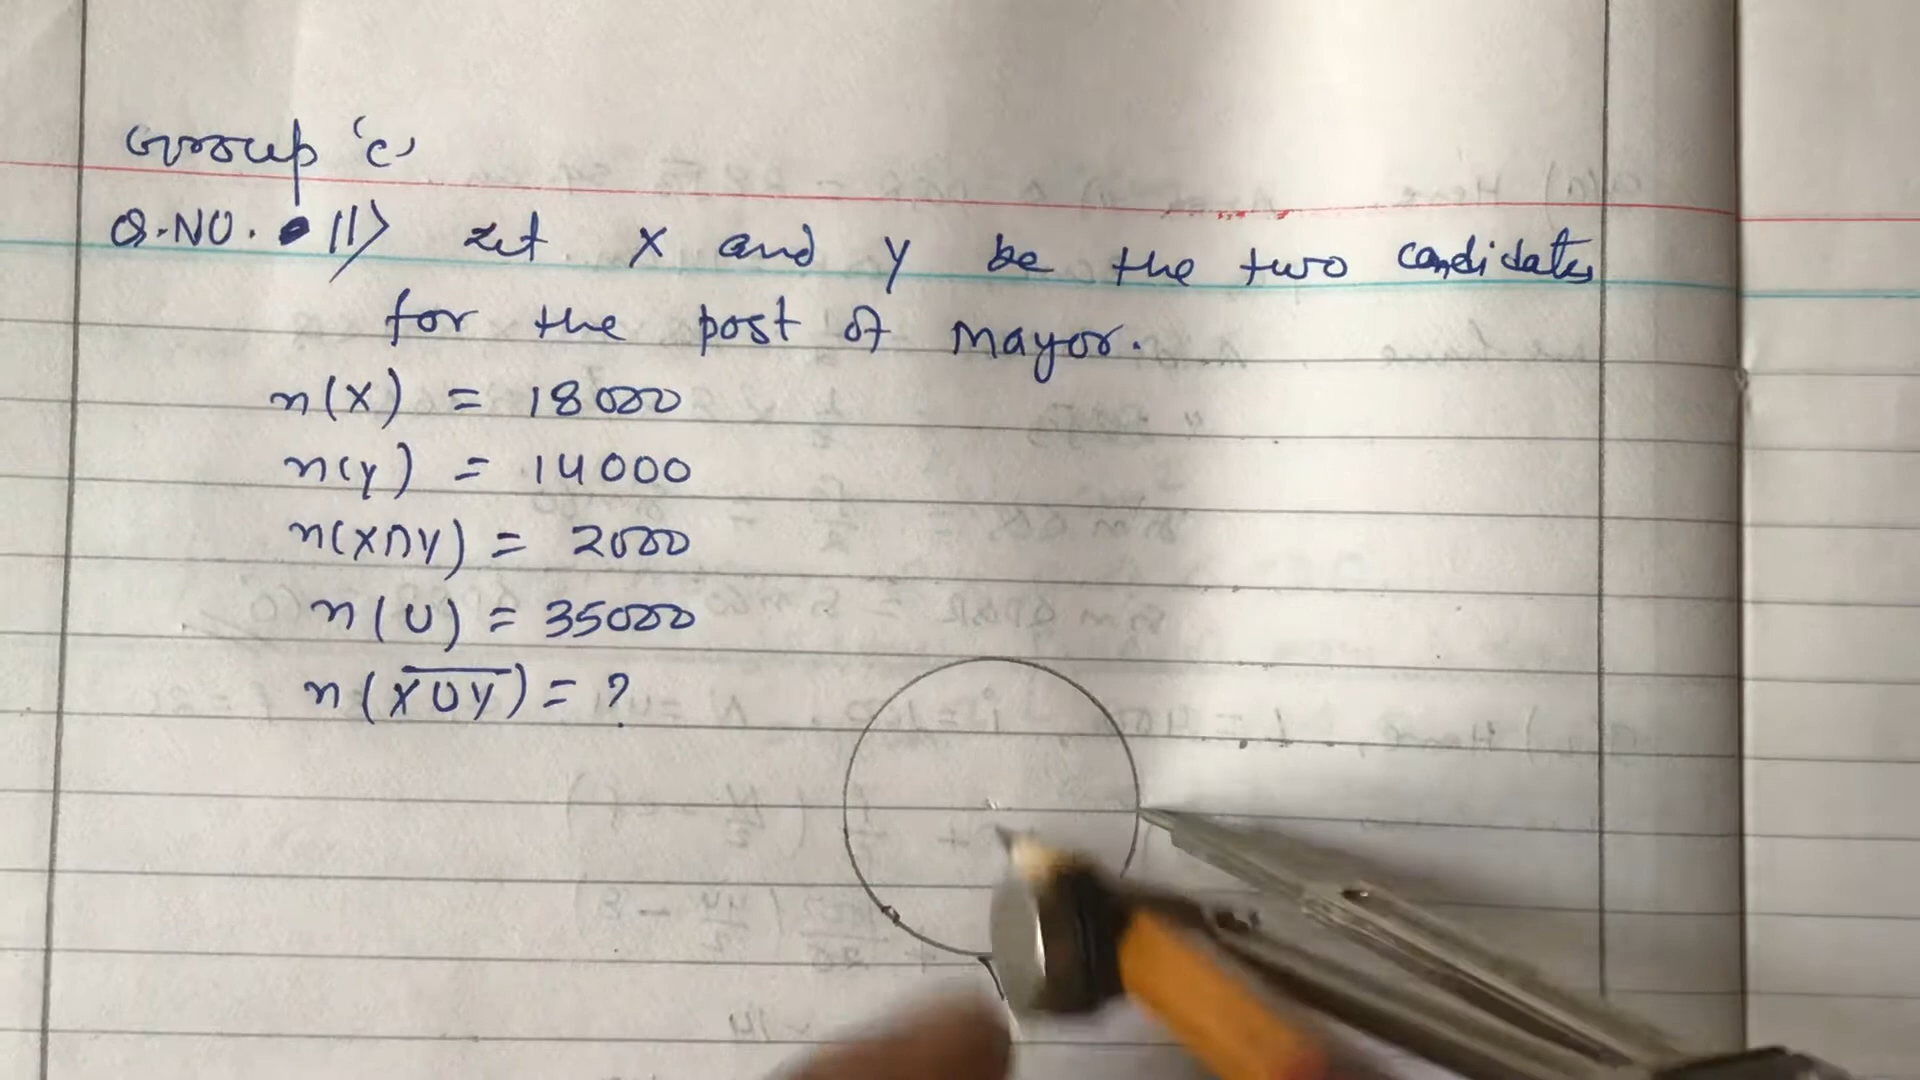 Group 'C'
Q.NO. 11> Let X and Y be the two candidates
for the post of Mayor.
n(X) = 18000
n(Y) = 14000
n(X∩Y) = 2000
n(U) = 35000
n(X̅ ̅U̅ ̅Y̅) = ?